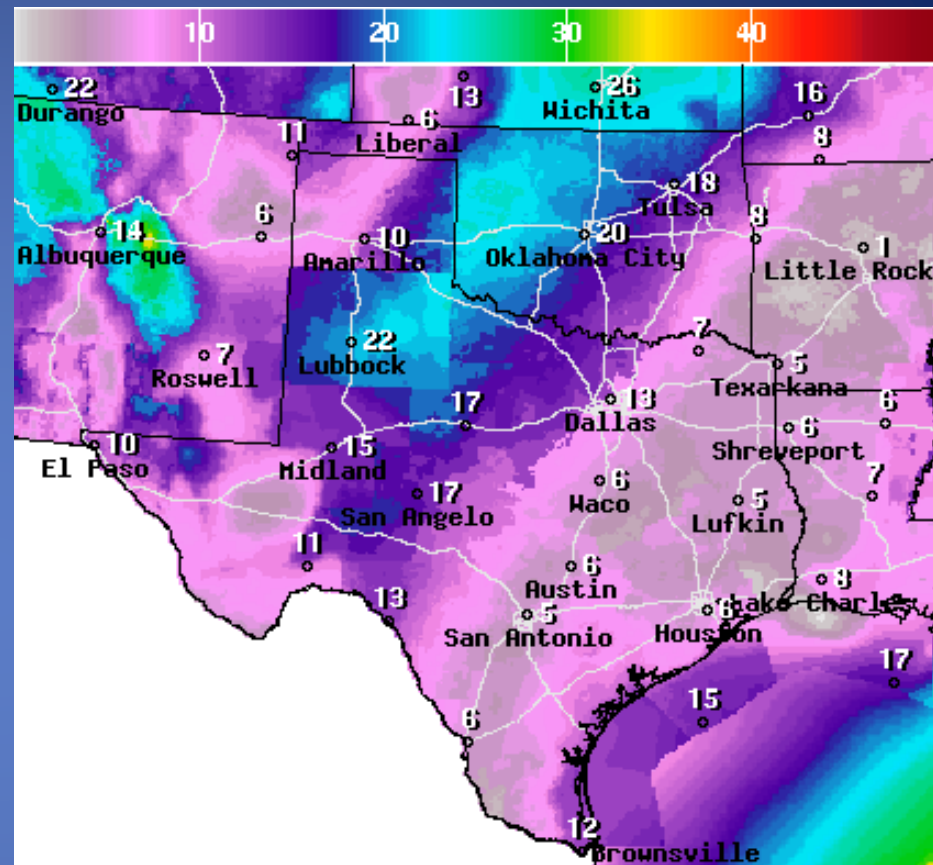 10 20 30 40
22
Durango
13
26
Wichita
16
6
Liberal
11
8
18
Tulsa
14
Albuquerque
6
10
Amarillo
20
Oklahoma City
8
1
Little Rock
7
Roswell
22
Lubbock
7
5
Texarkana
13
Dallas
17
6
Shreveport
6
10
El Paso
15
Midland
17
San Angelo
6
Waco
5
Lufkin
7
11
6
Austin
8
Lake Charles
13
5
San Antonio
6
Houston
17
15
6
12
Brownsville